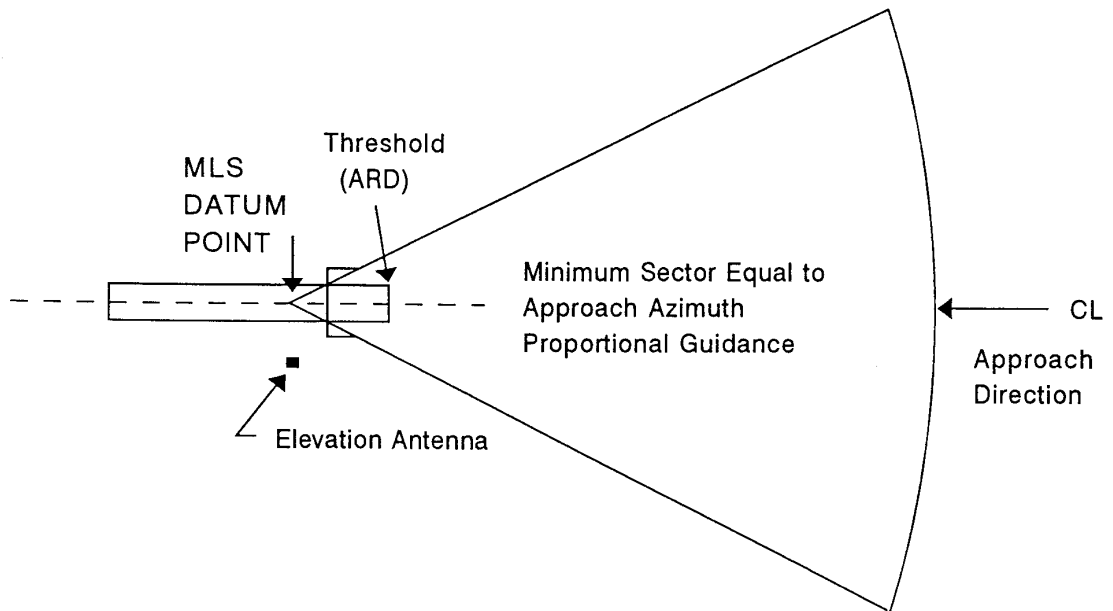 Threshold
(ARD)
MLS
DATUM
POINT
Minimum Sector Equal to
Approach Azimuth
Proportional Guidance
CL
Approach
Direction
Elevation Antenna